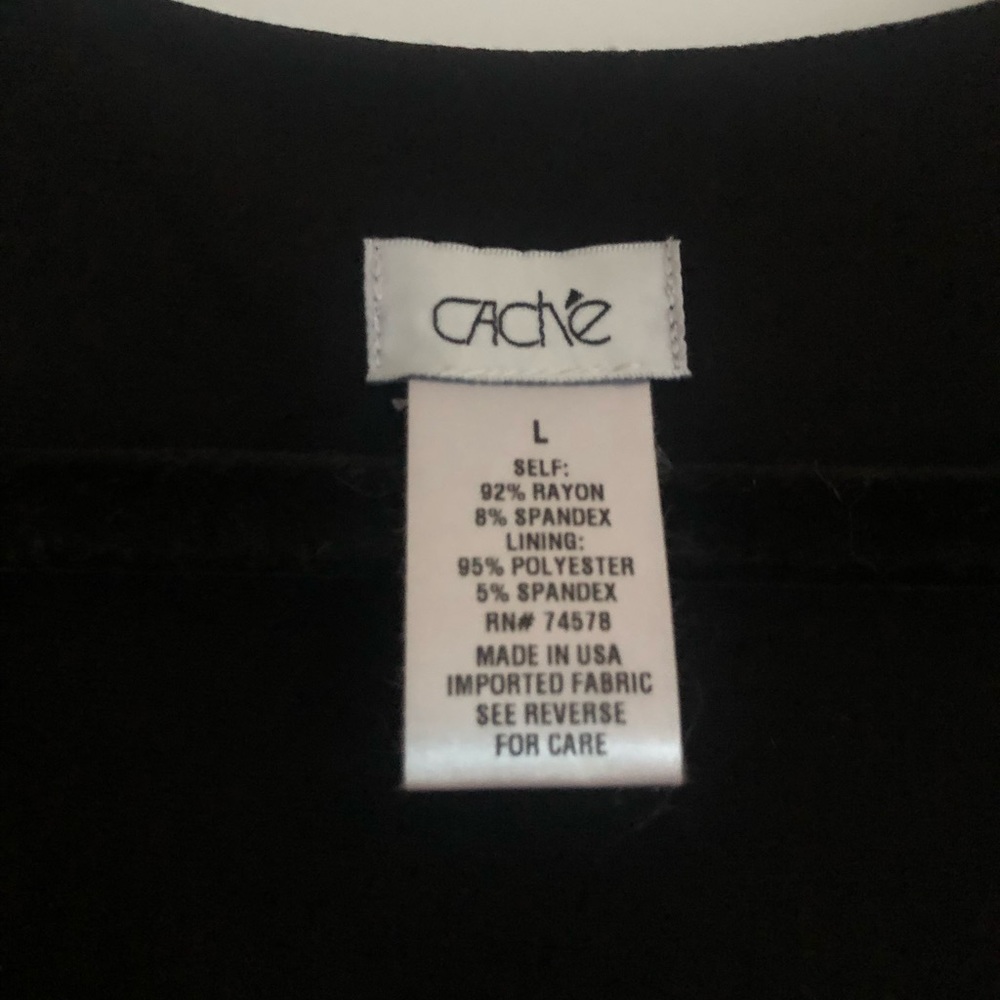 CACHÉ
L
SELF:
92% RAYON
8% SPANDEX
LINING:
95% POLYESTER
5% SPANDEX
RN# 74578
MADE IN USA
IMPORTED FABRIC
SEE REVERSE
FOR CARE